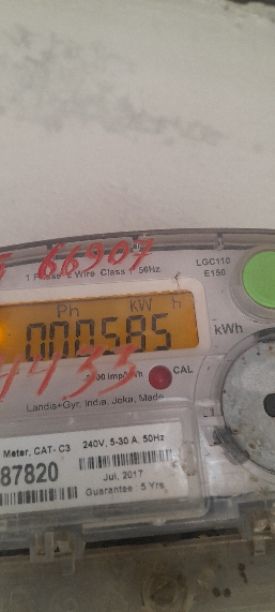 66907
1 Phase 2 Wire Class 1 50Hz
LGC110
E150
Ph KW h
000585
kWh
4433
imp/kWh
CAL
Landis+Gyr, India, Joka, Made
Meter, CAT- C3 240V, 5-30 A, 50Hz
87820
Jul, 2017
Guarantee : 5 Yrs